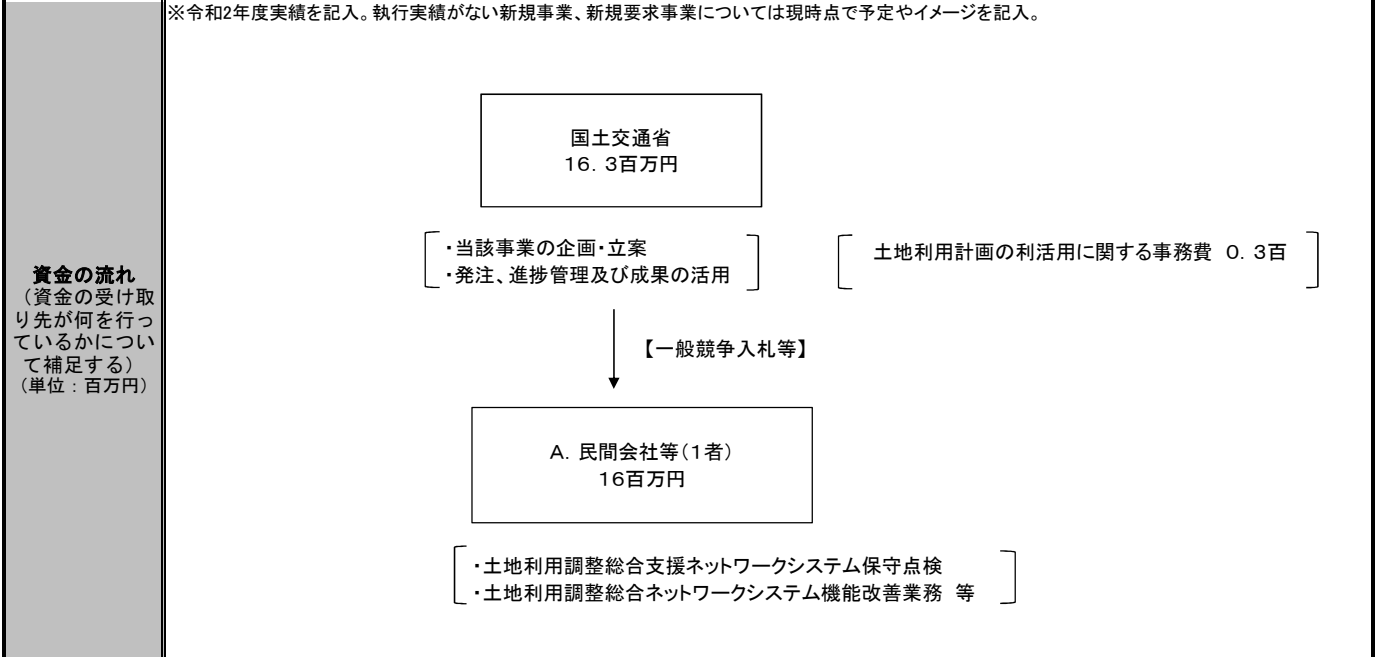 ※令和2年度実績を記入。執行実績がない新規事業、新規要求事業については現時点で予定やイメージを記入。
資金の流れ
（資金の受け取
り先が何を行っ
ているかについ
て補足する）
（単位：百万円）
国土交通省
16．3百万円
・当該事業の企画・立案
・発注、進捗管理及び成果の活用
土地利用計画の利活用に関する事務費　0．3百
【一般競争入札等】
A．民間会社等（1者）
16百万円
・土地利用調整総合支援ネットワークシステム保守点検
・土地利用調整総合ネットワークシステム機能改善業務　等